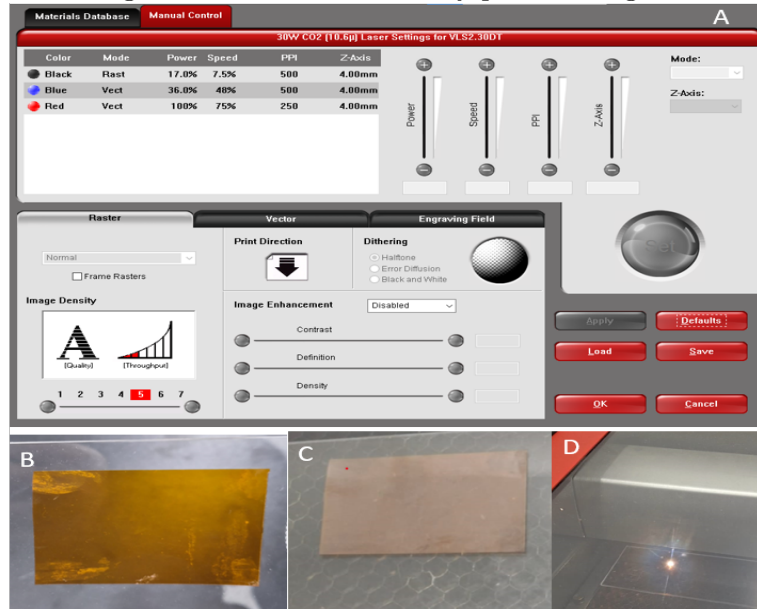 Materials Database Manual Control A
30W CO2 [10.6µ] Laser Settings for VLS2.30DT
Color Mode Power Speed PPI Z-Axis
Black Rast 17.0% 7.5% 500 4.00mm
Blue Vect 36.0% 48% 500 4.00mm
Red Vect 100% 75% 250 4.00mm
Power Speed PPI Z-Axis
Mode:
Z-Axis:
Set
Raster Vector Engraving Field
Normal
Frame Rasters
Image Density
[Quality] [Throughput]
1 2 3 4 5 6 7
Print Direction
Dithering
Halftone
Error Diffusion
Black and White
Image Enhancement Disabled
Contrast
Definition
Density
Apply Defaults
Load Save
OK Cancel
B C D